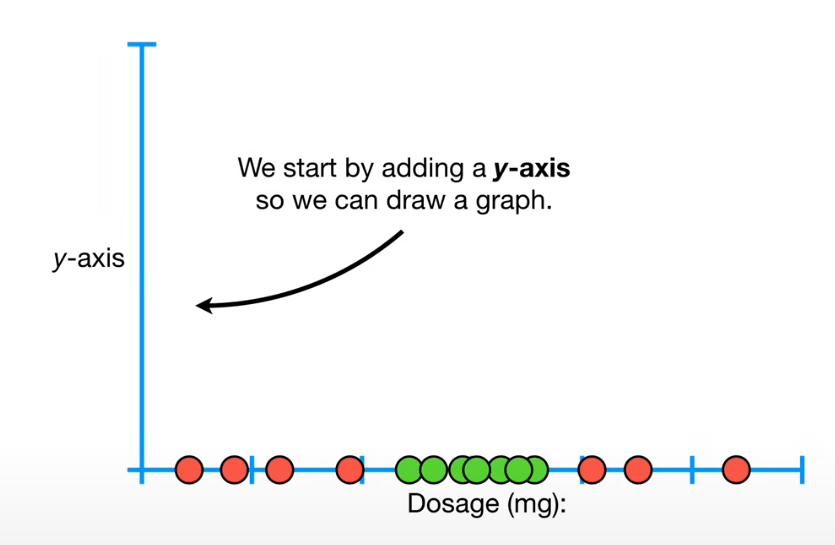 We start by adding a y-axis
so we can draw a graph.
y-axis
Dosage (mg):